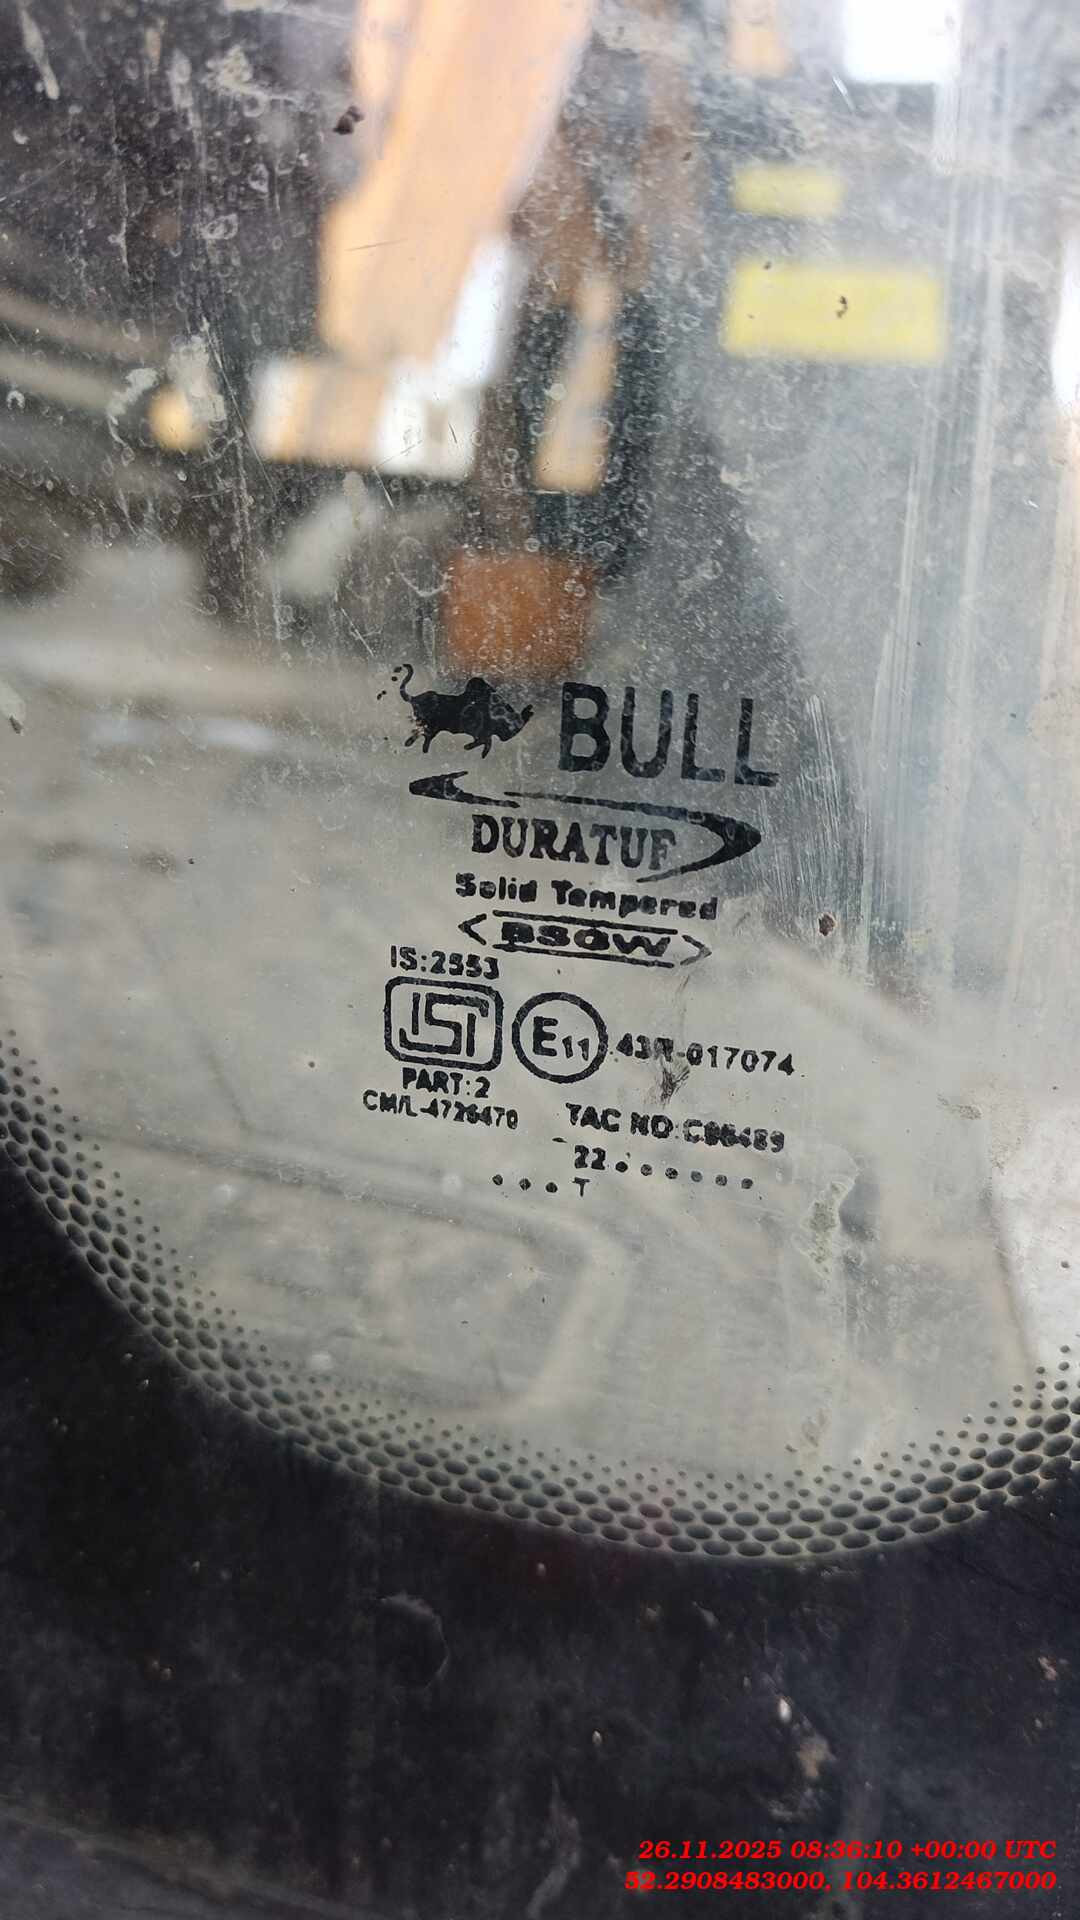 BULL
DURATUF
Solid Tempered
BSGW
IS:2553
ISI
E11 43R-017074
PART:2
CM/L-4726470
TAC NO:C86489
22.......
...T
26.11.2025 08:36:10 +00:00 UTC
52.2908483000, 104.3612467000